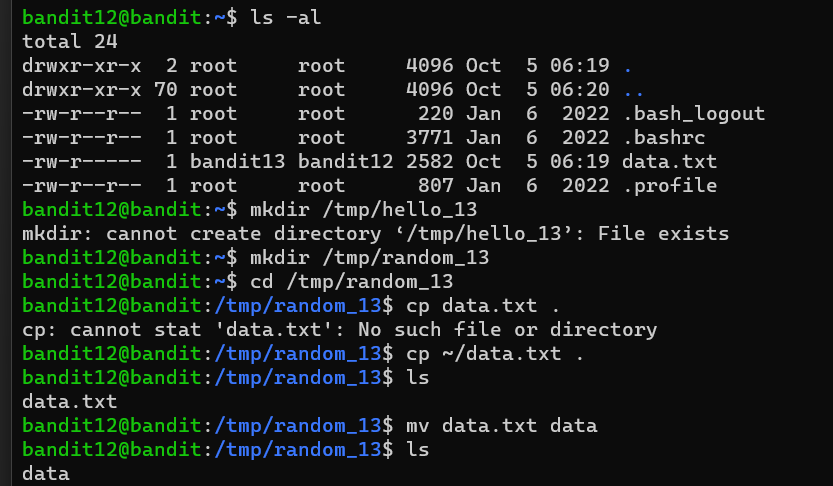 bandit12@bandit:~$ ls -al
total 24
drwxr-xr-x  2 root     root     4096 Oct  5 06:19 .
drwxr-xr-x 70 root     root     4096 Oct  5 06:20 ..
-rw-r--r--  1 root     root      220 Jan  6  2022 .bash_logout
-rw-r--r--  1 root     root     3771 Jan  6  2022 .bashrc
-rw-r-----  1 bandit13 bandit12 2582 Oct  5 06:19 data.txt
-rw-r--r--  1 root     root      807 Jan  6  2022 .profile
bandit12@bandit:~$ mkdir /tmp/hello_13
mkdir: cannot create directory ‘/tmp/hello_13’: File exists
bandit12@bandit:~$ mkdir /tmp/random_13
bandit12@bandit:~$ cd /tmp/random_13
bandit12@bandit:/tmp/random_13$ cp data.txt .
cp: cannot stat 'data.txt': No such file or directory
bandit12@bandit:/tmp/random_13$ cp ~/data.txt .
bandit12@bandit:/tmp/random_13$ ls
data.txt
bandit12@bandit:/tmp/random_13$ mv data.txt data
bandit12@bandit:/tmp/random_13$ ls
data